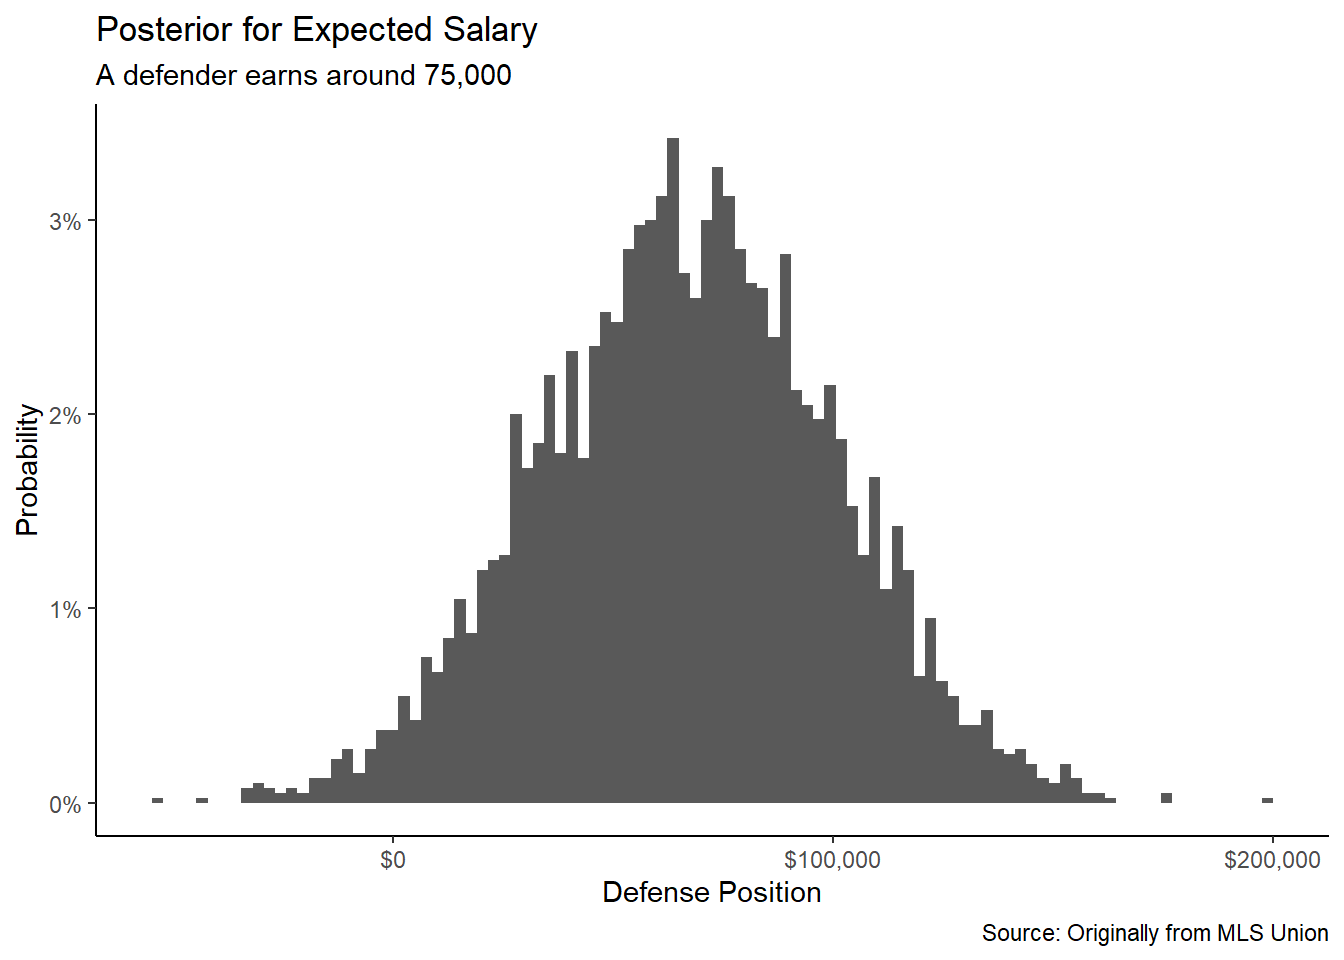 Posterior for Expected Salary
A defender earns around 75,000
3%
2%
1%
0%
Probability
$0
$100,000
$200,000
Defense Position
Source: Originally from MLS Union